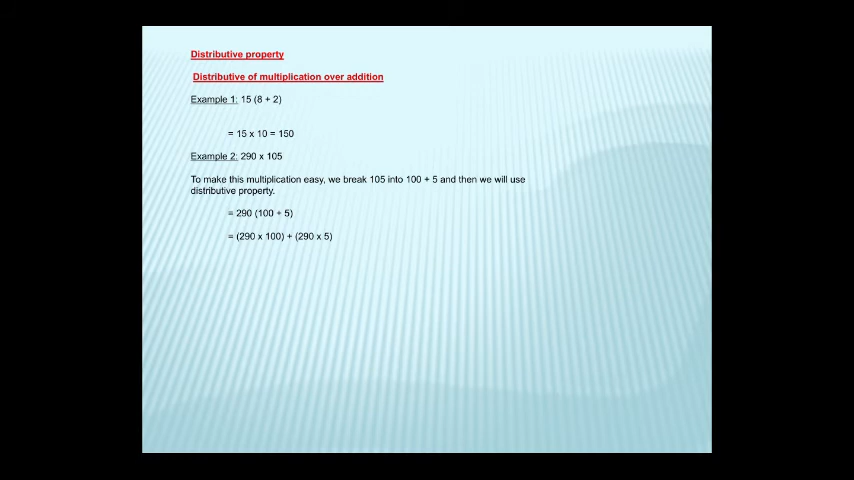 Distributive property
Distributive of multiplication over addition
Example 1: 15 (8 + 2)
= 15 x 10 = 150
Example 2: 290 x 105
To make this multiplication easy, we break 105 into 100 + 5 and then we will use
distributive property.
= 290 (100 + 5)
= (290 x 100) + (290 x 5)